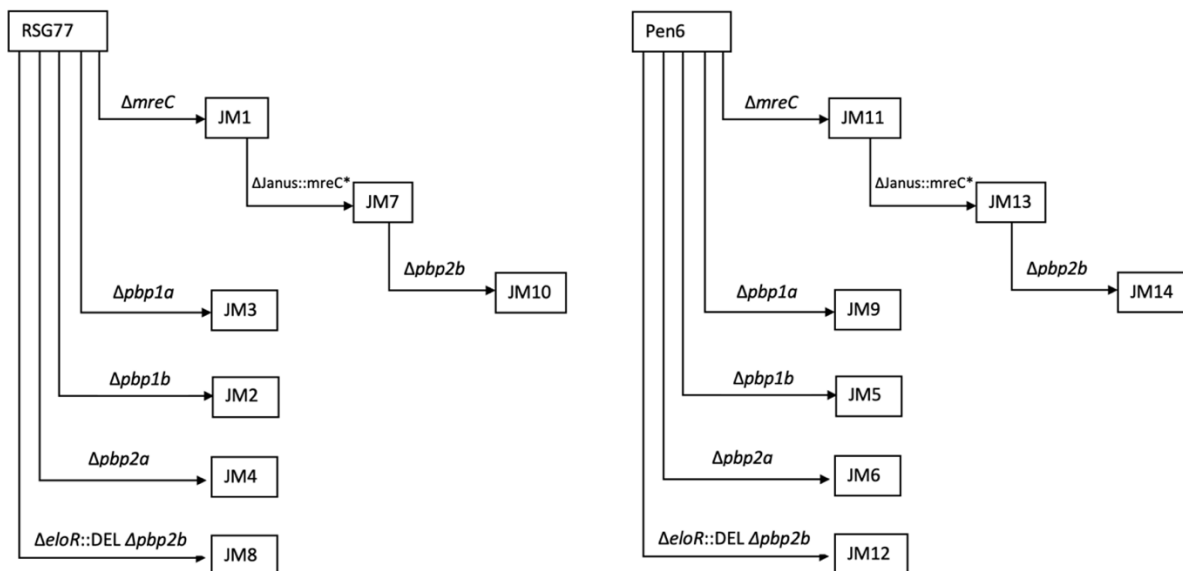 RSG77
ΔmreC
JM1
ΔJanus::mreC*
JM7
Δpbp2b
JM10
Δpbp1a
JM3
Δpbp1b
JM2
Δpbp2a
JM4
ΔeloR::DEL Δpbp2b
JM8
Pen6
ΔmreC
JM11
ΔJanus::mreC*
JM13
Δpbp2b
JM14
Δpbp1a
JM9
Δpbp1b
JM5
Δpbp2a
JM6
ΔeloR::DEL Δpbp2b
JM12